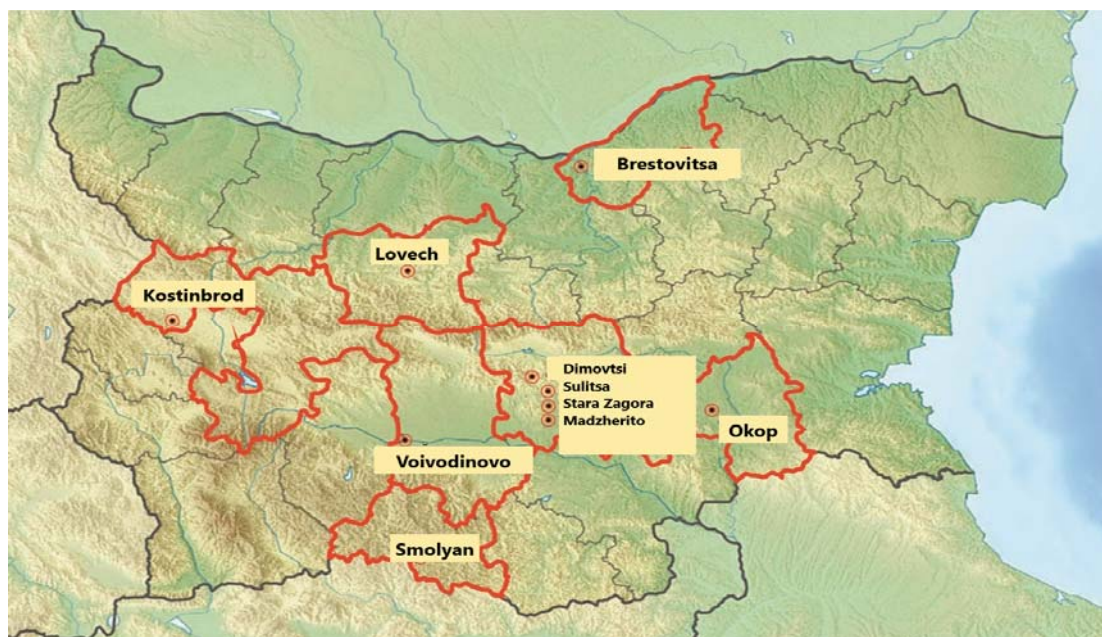 Brestovitsa
Lovech
Kostinbrod
Dimovtsi
Sulitsa
Stara Zagora
Madzherito
Okop
Voivodinovo
Smolyan